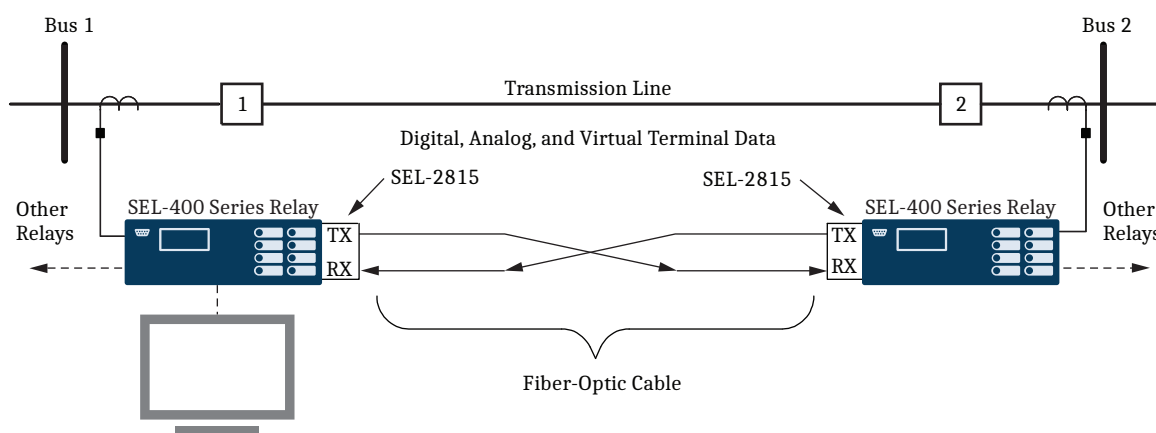 Bus 1
Bus 2
Transmission Line
1
2
Digital, Analog, and Virtual Terminal Data
SEL-2815
SEL-2815
Other
Relays
SEL-400 Series Relay
TX
RX
TX
RX
SEL-400 Series Relay
Other
Relays
Fiber-Optic Cable